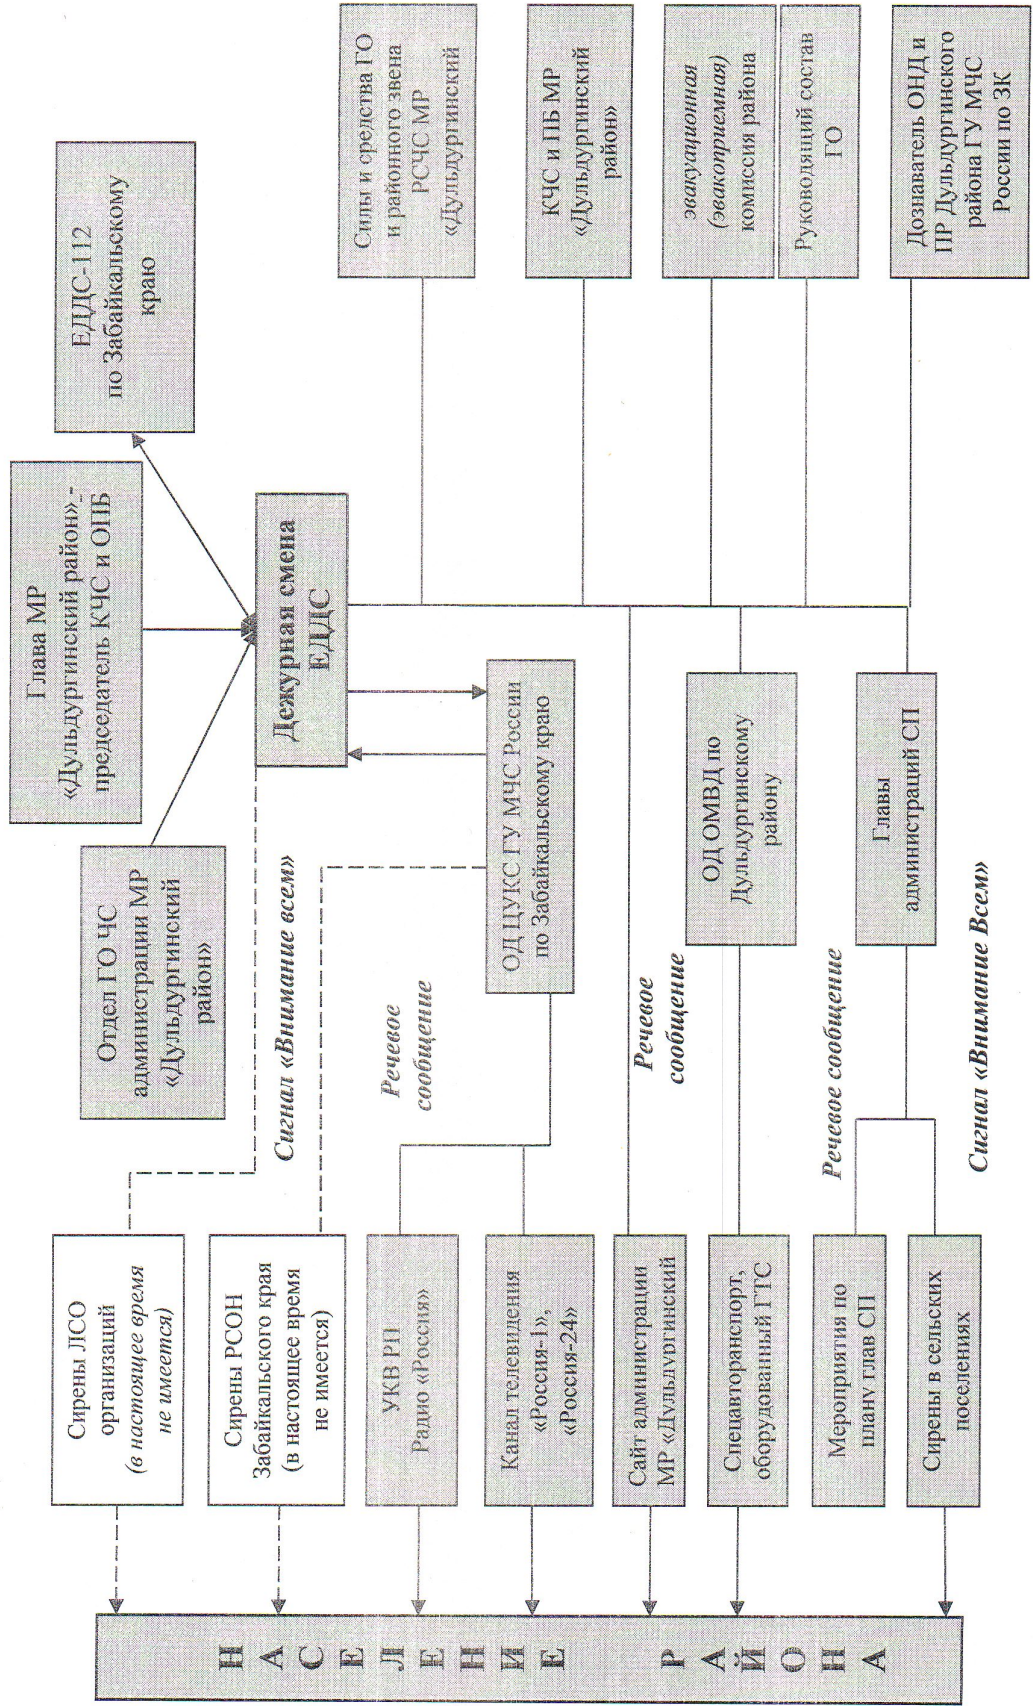 Глава МР
«Дульдургинский район» -
председатель КЧС и ОПБ
ЕДДС-112
по Забайкальскому
краю
Отдел ГО ЧС
администрации МР
«Дульдургинский
район»
Дежурная смена
ЕДДС
Сигнал «Внимание всем»
Сирены ЛСО
организаций
(в настоящее время
не имеется)
Сирены РСОН
Забайкальского края
(в настоящее время
не имеется)
УКВ РП
Радио «Россия»
Канал телевидения
«Россия-1»,
«Россия-24»
Сайт администрации
МР «Дульдургинский
Спецавторанспорт,
оборудованный ГТС
Мероприятия по
плану глав СП
Сирены в сельских
поселениях
Речевое
сообщение
ОД ЦУКС ГУ МЧС России
по Забайкальскому краю
Речевое
сообщение
ОД ОМВД по
Дульдургинскому
району
Речевое сообщение
Главы
администраций СП
Сигнал «Внимание Всем»
Силы и средства ГО
и районного звена
РСЧС МР
«Дульдургинский
КЧС и ПБ МР
«Дульдургинский
район»
эвакуационная
(эвакоприемная)
комиссия района
Руководящий состав
ГО
Дознаватель ОНД и
ПР Дульдургинского
района ГУ МЧС
России по ЗК
НАСЕЛЕНИЕ РАЙОНА